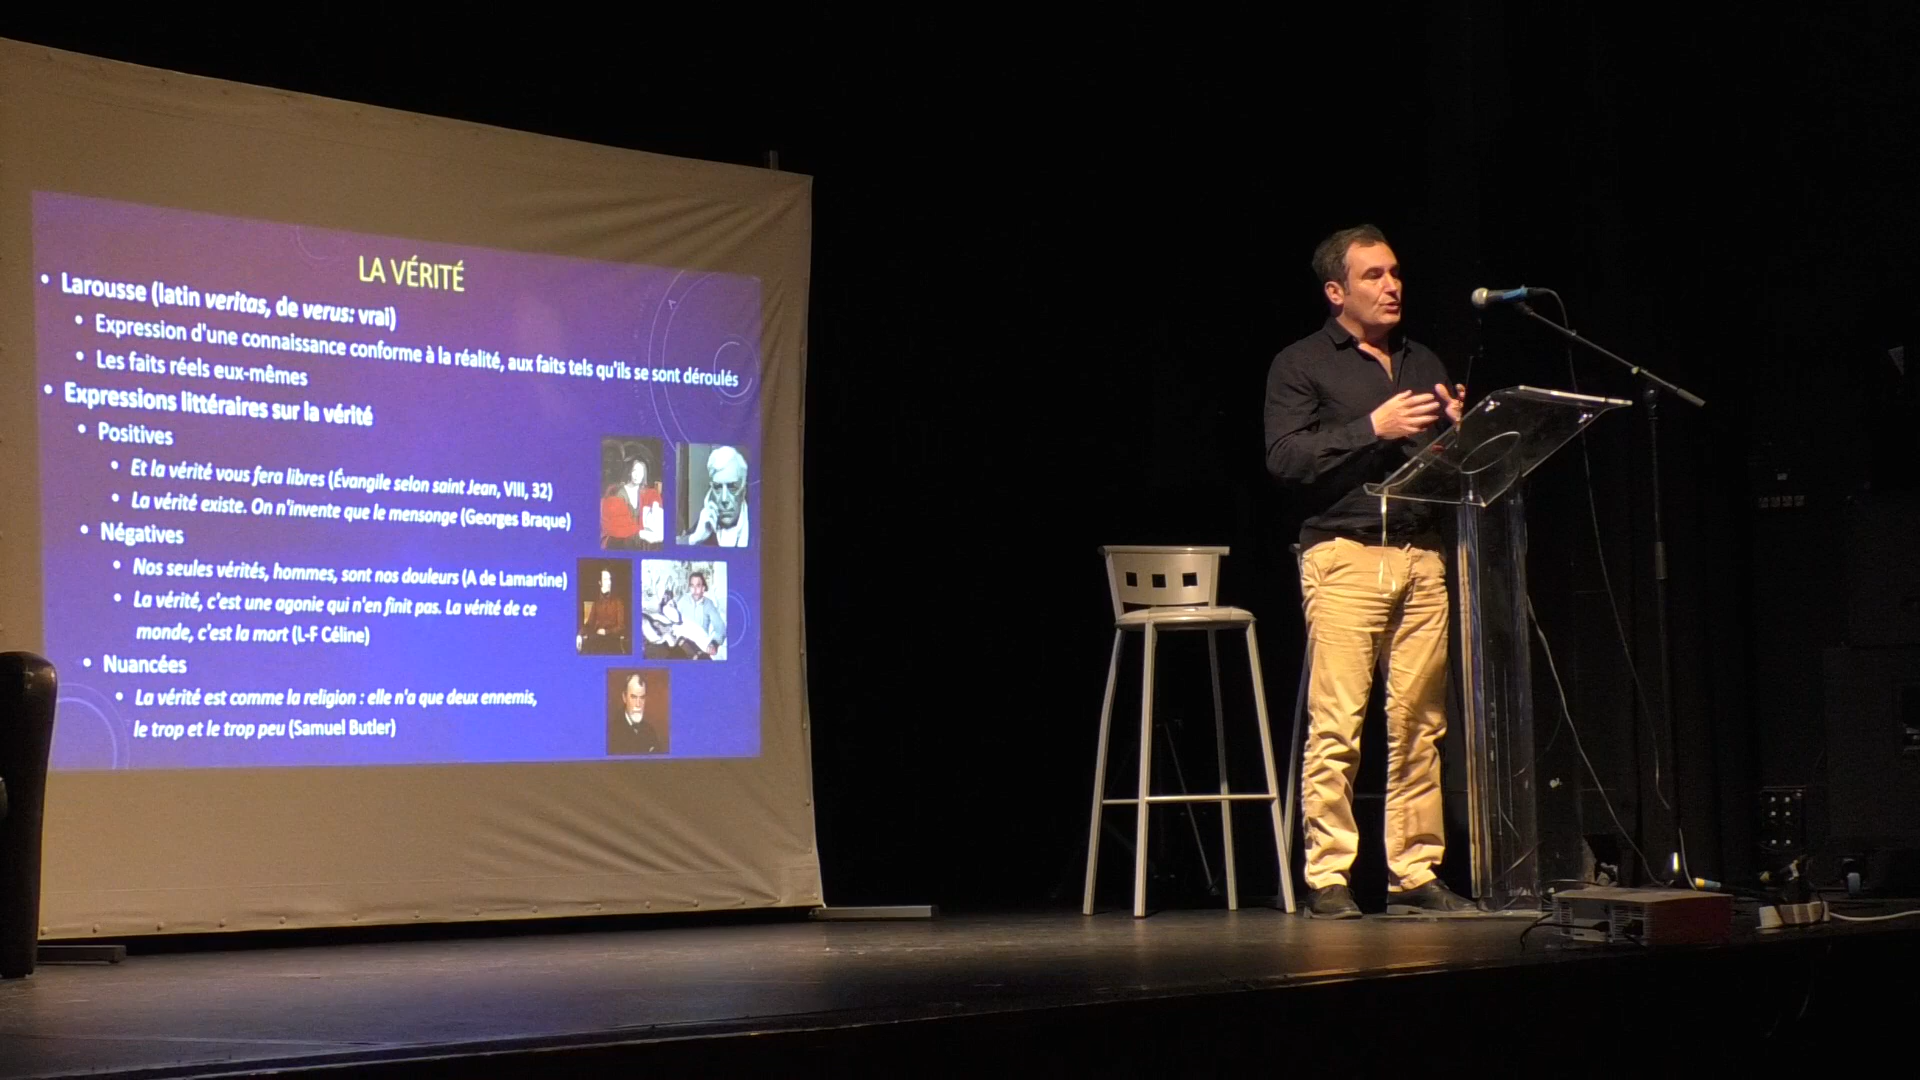 LA VÉRITÉ
• Larousse (latin veritas, de verus: vrai)
• Expression d'une connaissance conforme à la réalité, aux faits tels qu'ils se sont déroulés
• Les faits réels eux-mêmes
• Expressions littéraires sur la vérité
• Positives
• Et la vérité vous fera libres (Évangile selon saint Jean, VIII, 32)
• La vérité existe. On n'invente que le mensonge (Georges Braque)
• Négatives
• Nos seules vérités, hommes, sont nos douleurs (A de Lamartine)
• La vérité, c'est une agonie qui n'en finit pas. La vérité de ce
monde, c'est la mort (L-F Céline)
• Nuancées
• La vérité est comme la religion : elle n'a que deux ennemis,
le trop et le trop peu (Samuel Butler)